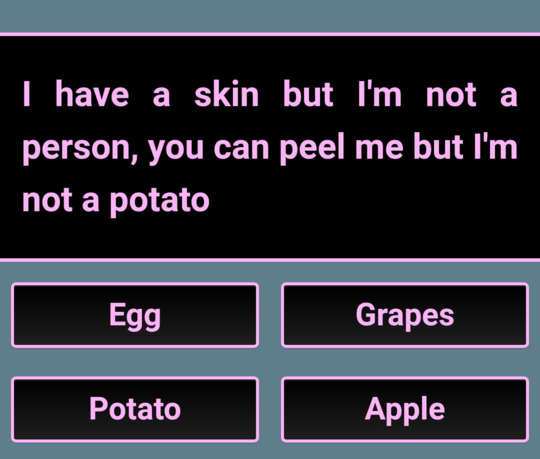 I have a skin but I'm not a
person, you can peel me but I'm
not a potato
Egg
Grapes
Potato
Apple